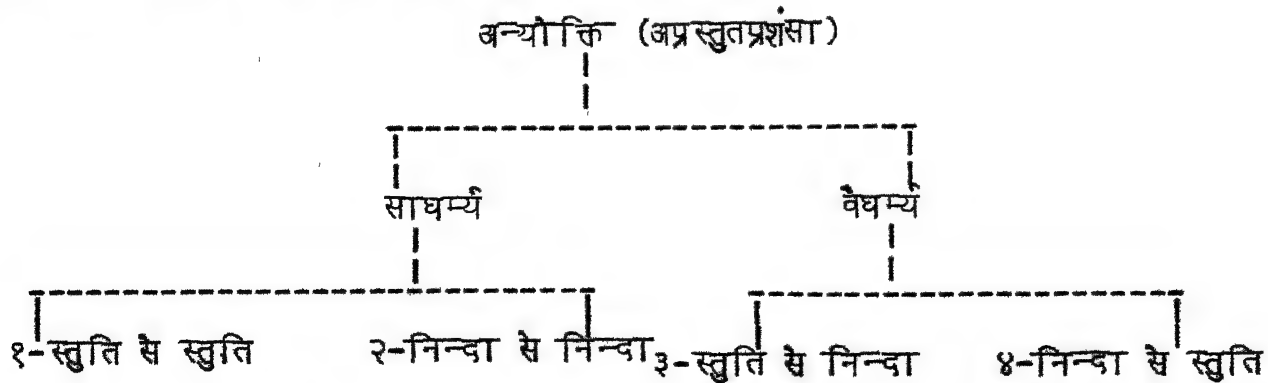 अन्योक्ति (अप्रस्तुतप्रशंसा)
साधर्म्य वैधर्म्य
१-स्तुति से स्तुति २-निन्दा से निन्दा ३-स्तुति से निन्दा ४-निन्दा से स्तुति